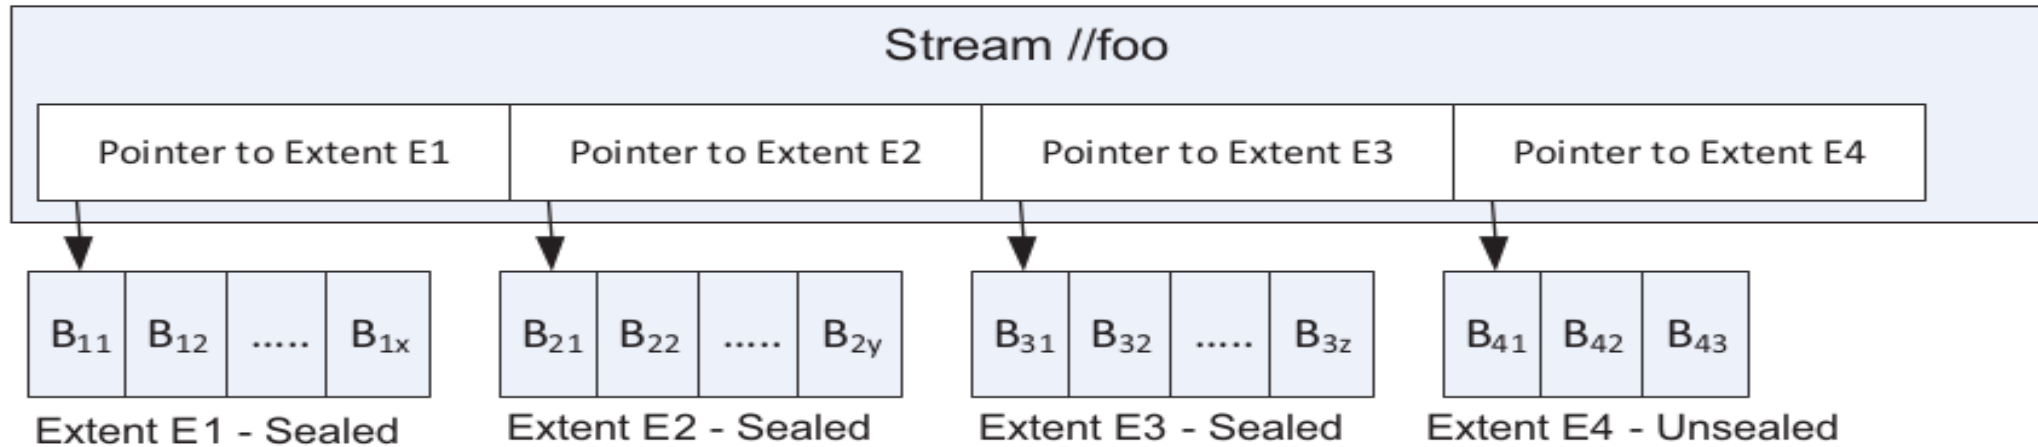 Stream //foo
Pointer to Extent E1 Pointer to Extent E2 Pointer to Extent E3 Pointer to Extent E4
B₁₁ B₁₂ ..... B₁ₓ B₂₁ B₂₂ ..... B₂ᵧ B₃₁ B₃₂ ..... B₃z B₄₁ B₄₂ B₄₃
Extent E1 - Sealed Extent E2 - Sealed Extent E3 - Sealed Extent E4 - Unsealed